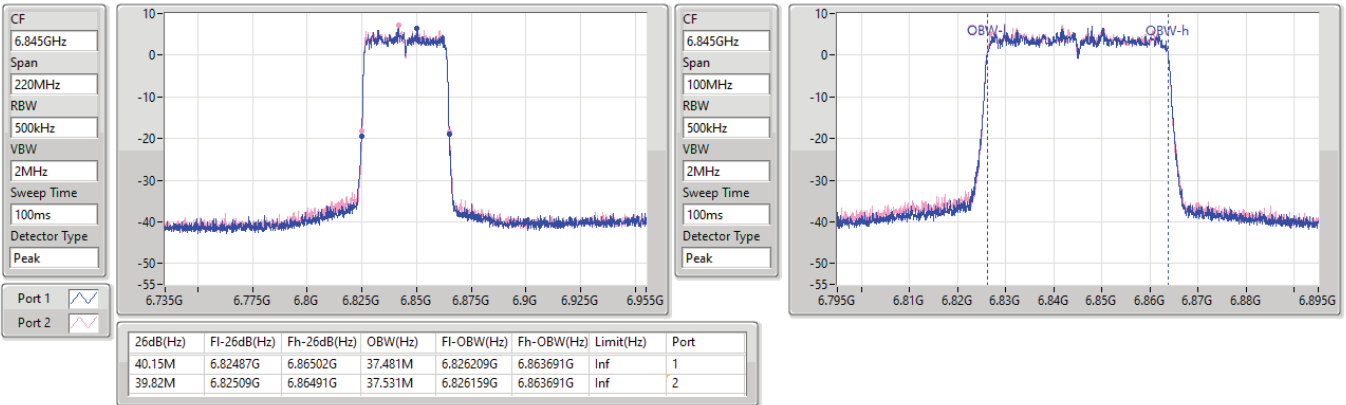 CF
6.845GHz
Span
220MHz
RBW
500kHz
VBW
2MHz
Sweep Time
100ms
Detector Type
Peak
Port 1
Port 2
10
0
-10
-20
-30
-40
-50
-55
6.735G 6.775G 6.8G 6.825G 6.85G 6.875G 6.9G 6.925G 6.955G
CF
6.845GHz
Span
100MHz
RBW
500kHz
VBW
2MHz
Sweep Time
100ms
Detector Type
Peak
OBW-l OBW-h
10
0
-10
-20
-30
-40
-50
-55
6.795G 6.81G 6.82G 6.83G 6.84G 6.85G 6.86G 6.87G 6.88G 6.895G
26dB(Hz) Fl-26dB(Hz) Fh-26dB(Hz) OBW(Hz) Fl-OBW(Hz) Fh-OBW(Hz) Limit(Hz) Port
40.15M 6.82487G 6.86502G 37.481M 6.826209G 6.863691G Inf 1
39.82M 6.82509G 6.86491G 37.531M 6.826159G 6.863691G Inf 2